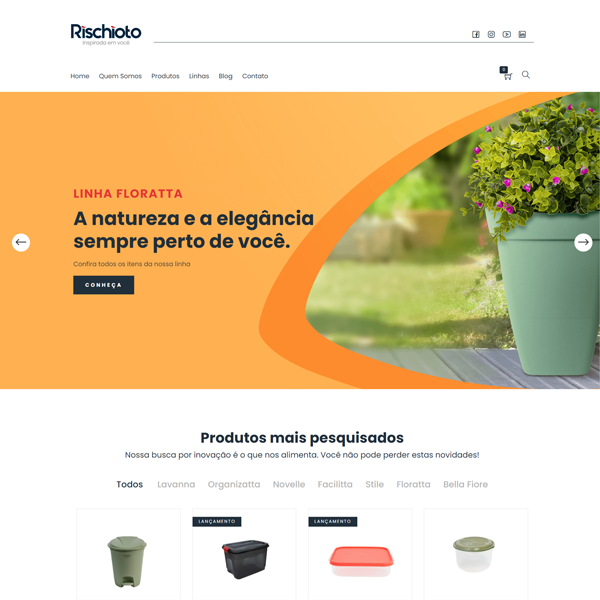 Rischioto
inspirada em você
Home Quem Somos Produtos Linhas Blog Contato
0
LINHA FLORATTA
A natureza e a elegância
sempre perto de você.
Confira todos os itens da nossa linha
CONHEÇA
Produtos mais pesquisados
Nossa busca por inovação é o que nos alimenta. Você não pode perder estas novidades!
Todos Lavanna Organizatta Novelle Facilitta Stile Floratta Bella Fiore
LANÇAMENTO LANÇAMENTO